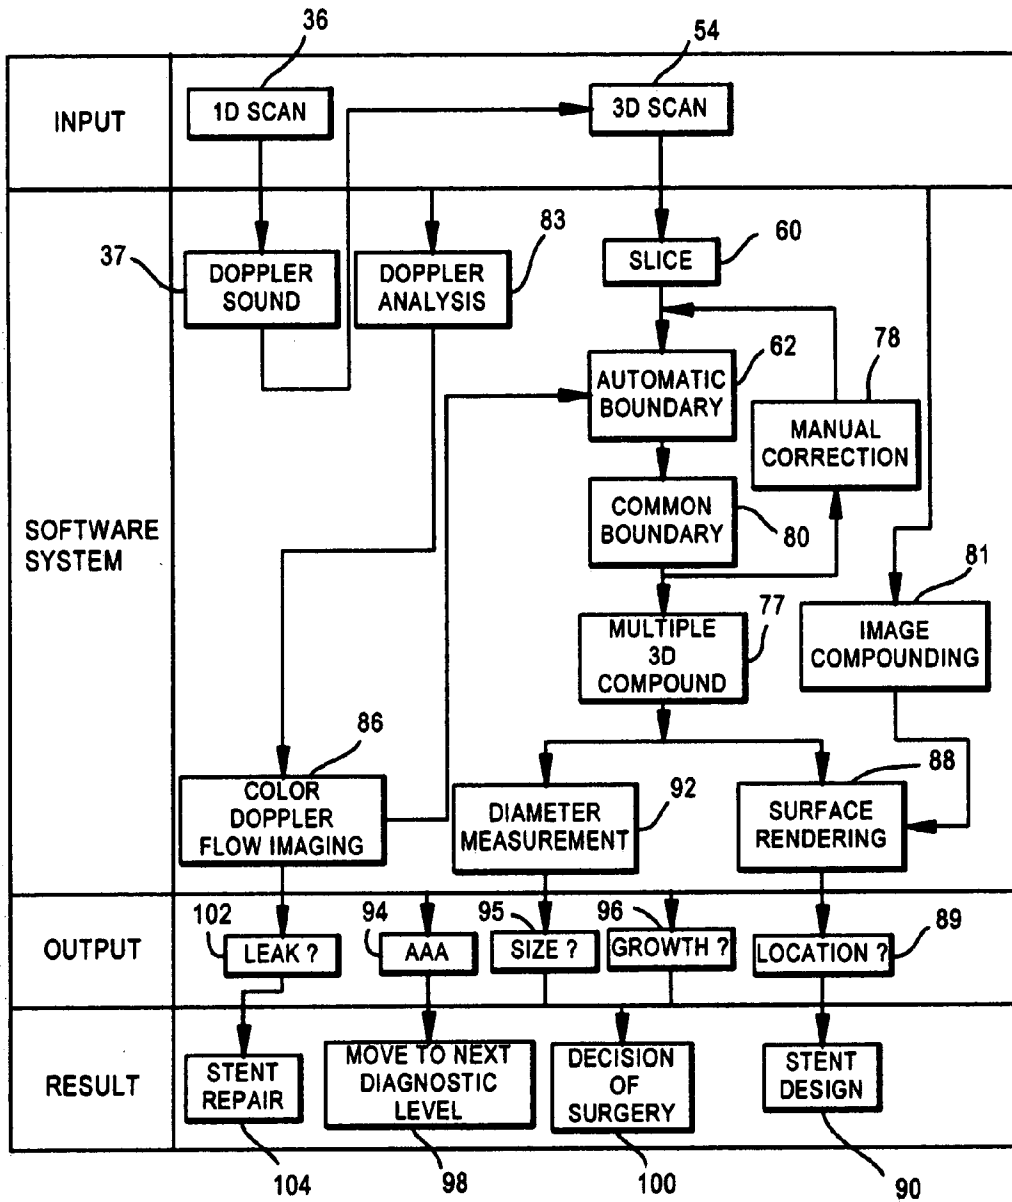 36
54
INPUT
1D SCAN
3D SCAN
83
60
37
DOPPLER
SOUND
DOPPLER
ANALYSIS
SLICE
62
78
AUTOMATIC
BOUNDARY
MANUAL
CORRECTION
SOFTWARE
SYSTEM
COMMON
BOUNDARY
80
81
77
MULTIPLE
3D
COMPOUND
IMAGE
COMPOUNDING
86
88
COLOR
DOPPLER
FLOW IMAGING
DIAMETER
MEASUREMENT
92
SURFACE
RENDERING
OUTPUT
102
94
95
96
89
LEAK ?
AAA
SIZE ?
GROWTH ?
LOCATION ?
RESULT
STENT
REPAIR
MOVE TO NEXT
DIAGNOSTIC
LEVEL
DECISION
OF
SURGERY
STENT
DESIGN
104
98
100
90